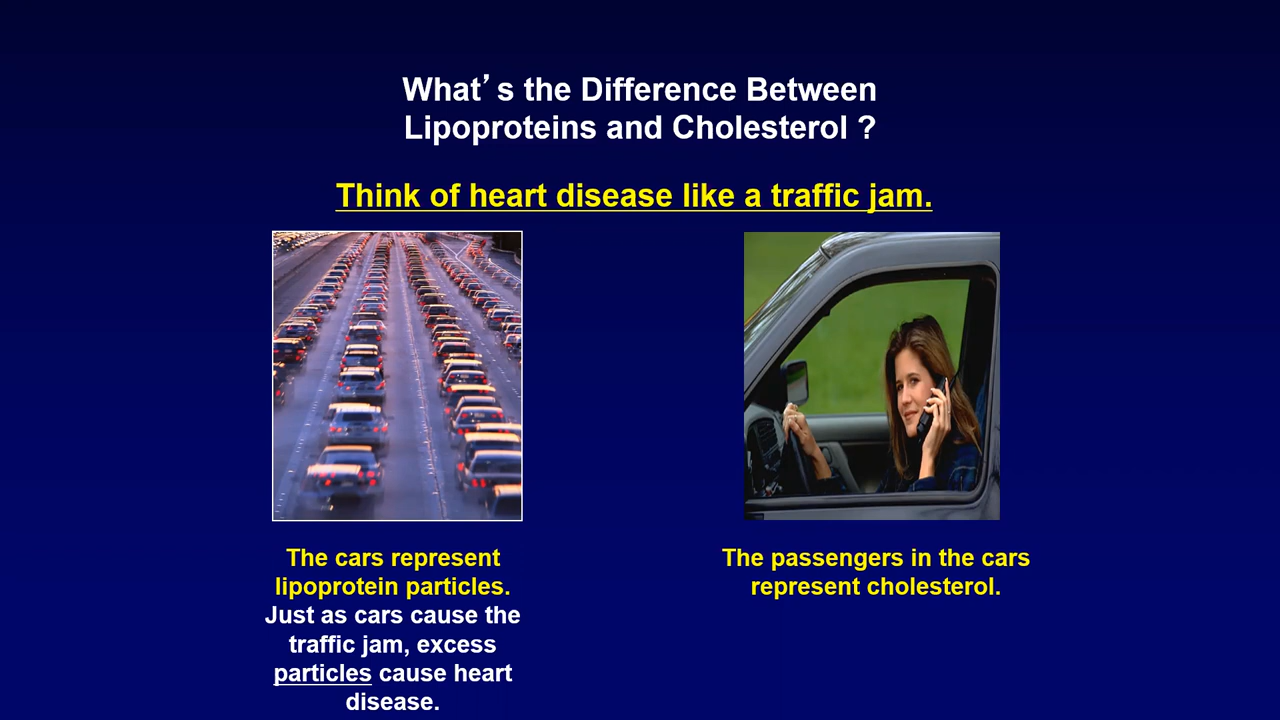 What’s the Difference Between
Lipoproteins and Cholesterol ?
Think of heart disease like a traffic jam.
The cars represent
lipoprotein particles.
Just as cars cause the
traffic jam, excess
particles cause heart
disease.
The passengers in the cars
represent cholesterol.